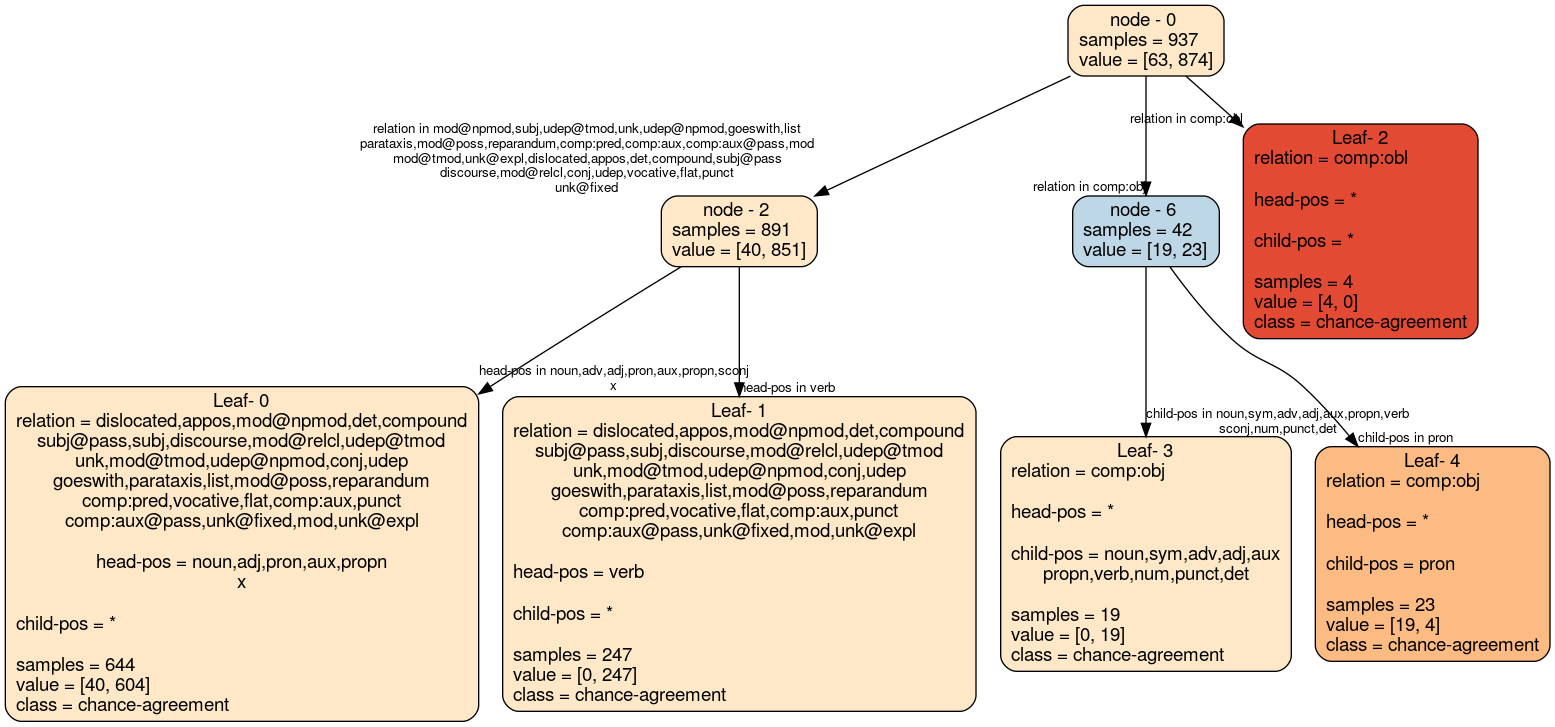 node - 0
samples = 937
value = [63, 874]
relation in mod@npmod,subj,udep@tmod,unk,udep@npmod,goeswith,list
parataxis,mod@poss,reparandum,comp:pred,comp:aux,comp:aux@pass,mod
mod@tmod,unk@expl,dislocated,appos,det,compound,subj@pass
discourse,mod@relcl,conj,udep,vocative,flat,punct
unk@fixed
relation in comp:obj
relation in comp:obl
node - 2
samples = 891
value = [40, 851]
node - 6
samples = 42
value = [19, 23]
Leaf- 2
relation = comp:obl
head-pos = *
child-pos = *
samples = 4
value = [4, 0]
class = chance-agreement
head-pos in noun,adv,adj,pron,aux,propn,sconj
x
head-pos in verb
child-pos in noun,sym,adv,adj,aux,propn,verb
sconj,num,punct,det
child-pos in pron
Leaf- 0
relation = dislocated,appos,mod@npmod,det,compound
subj@pass,subj,discourse,mod@relcl,udep@tmod
unk,mod@tmod,udep@npmod,conj,udep
goeswith,parataxis,list,mod@poss,reparandum
comp:pred,vocative,flat,comp:aux,punct
comp:aux@pass,unk@fixed,mod,unk@expl
head-pos = noun,adj,pron,aux,propn
x
child-pos = *
samples = 644
value = [40, 604]
class = chance-agreement
Leaf- 1
relation = dislocated,appos,mod@npmod,det,compound
subj@pass,subj,discourse,mod@relcl,udep@tmod
unk,mod@tmod,udep@npmod,conj,udep
goeswith,parataxis,list,mod@poss,reparandum
comp:pred,vocative,flat,comp:aux,punct
comp:aux@pass,unk@fixed,mod,unk@expl
head-pos = verb
child-pos = *
samples = 247
value = [0, 247]
class = chance-agreement
Leaf- 3
relation = comp:obj
head-pos = *
child-pos = noun,sym,adv,adj,aux
propn,verb,num,punct,det
samples = 19
value = [0, 19]
class = chance-agreement
Leaf- 4
relation = comp:obj
head-pos = *
child-pos = pron
samples = 23
value = [19, 4]
class = chance-agreement